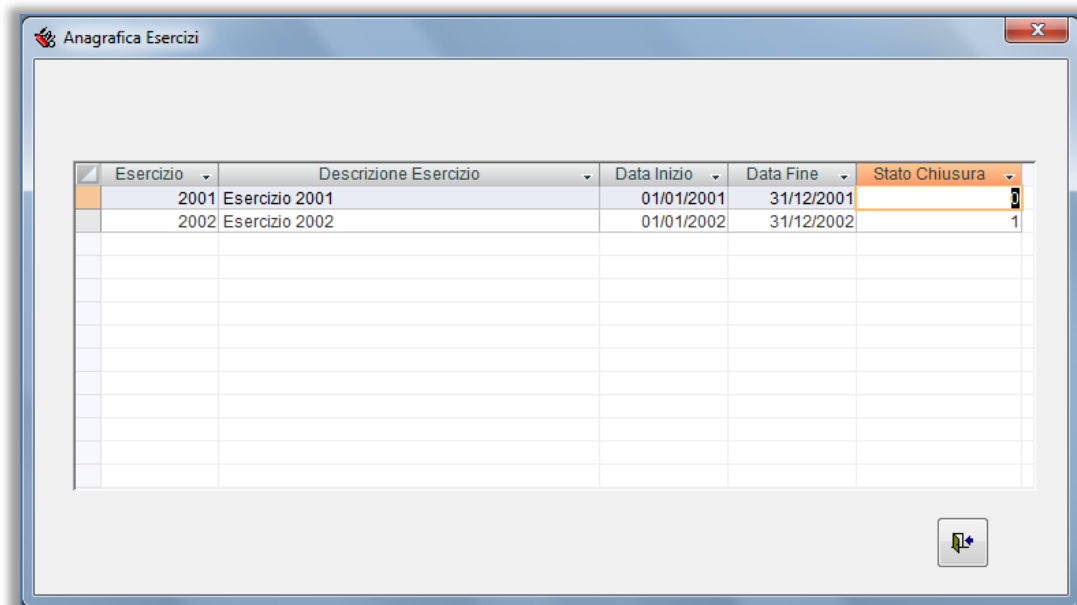 Anagrafica Esercizi
Esercizio Descrizione Esercizio Data Inizio Data Fine Stato Chiusura
2001 Esercizio 2001 01/01/2001 31/12/2001 0
2002 Esercizio 2002 01/01/2002 31/12/2002 1